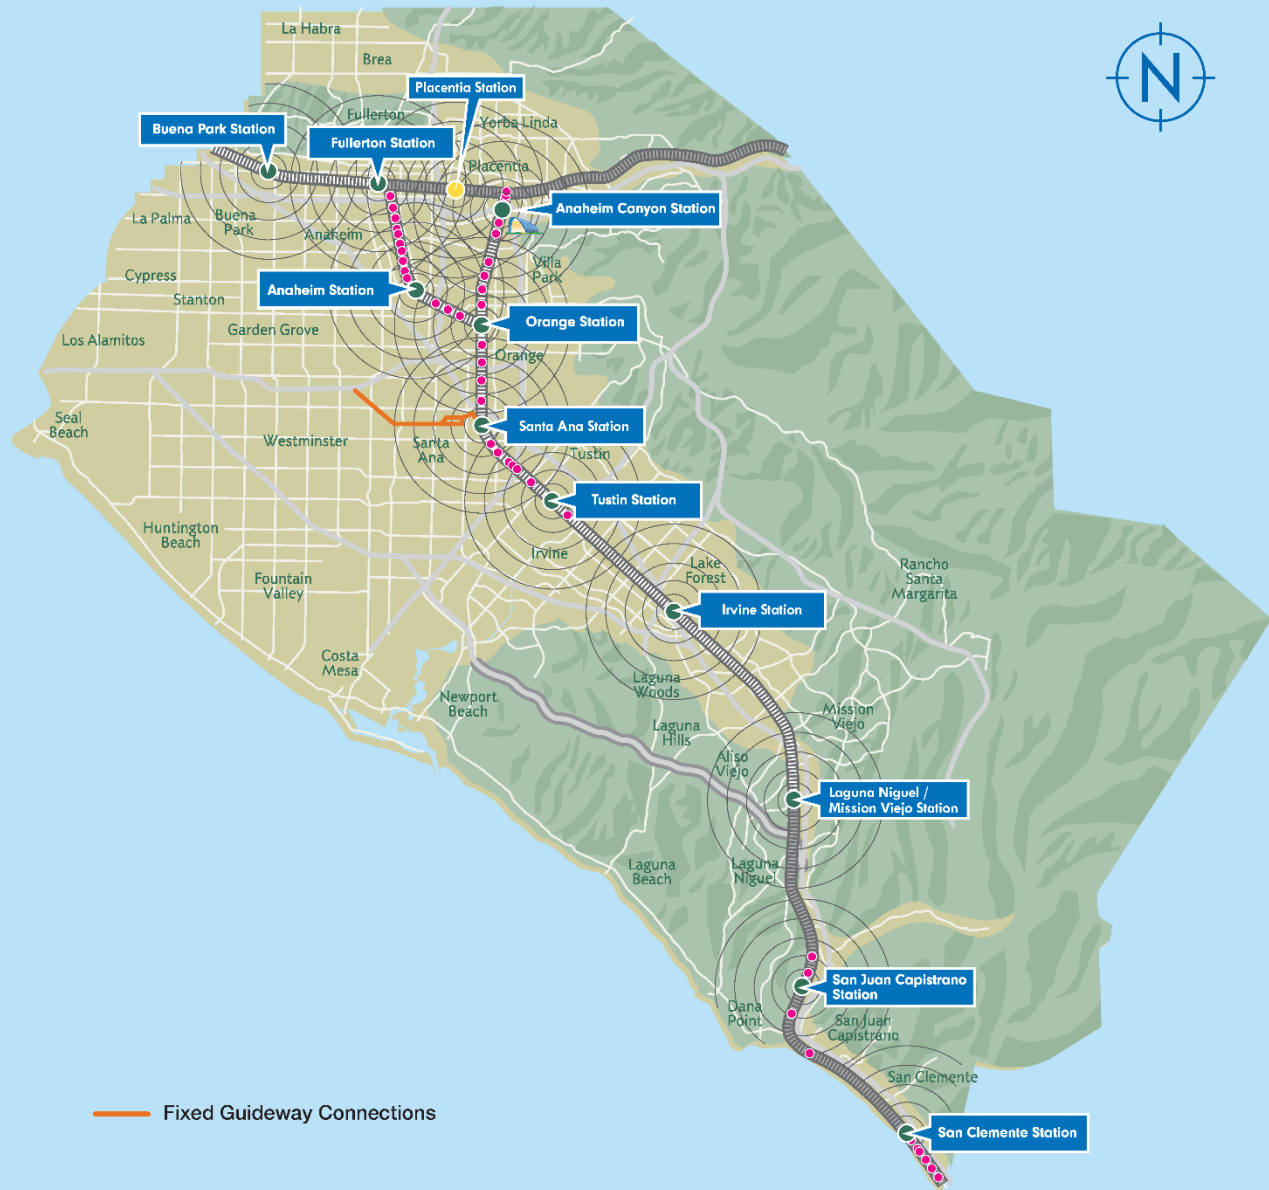 La Habra
Brea
Placentia Station
Fullerton
Yorba Linda
Buena Park Station
Fullerton Station
Placentia
Anaheim Canyon Station
La Palma
Buena
Park
Anaheim
Villa
Park
Cypress
Stanton
Anaheim Station
Garden Grove
Orange Station
Los Alamitos
Orange
Seal
Beach
Westminster
Santa
Ana
Santa Ana Station
Tustin
Tustin Station
Huntington
Beach
Irvine
Lake
Forest
Rancho
Santa
Margarita
Fountain
Valley
Irvine Station
Costa
Mesa
Newport
Beach
Laguna
Woods
Laguna
Hills
Mission
Viejo
Aliso
Viejo
Laguna Niguel /
Mission Viejo Station
Laguna
Beach
Laguna
Niguel
San Juan Capistrano
Station
Dana
Point
San Juan
Capistrano
San Clemente
San Clemente Station
Fixed Guideway Connections
N